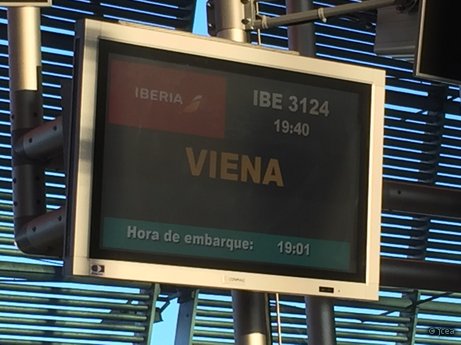 IBERIA
IBE 3124
19:40
VIENA
Hora de embarque: 19:01